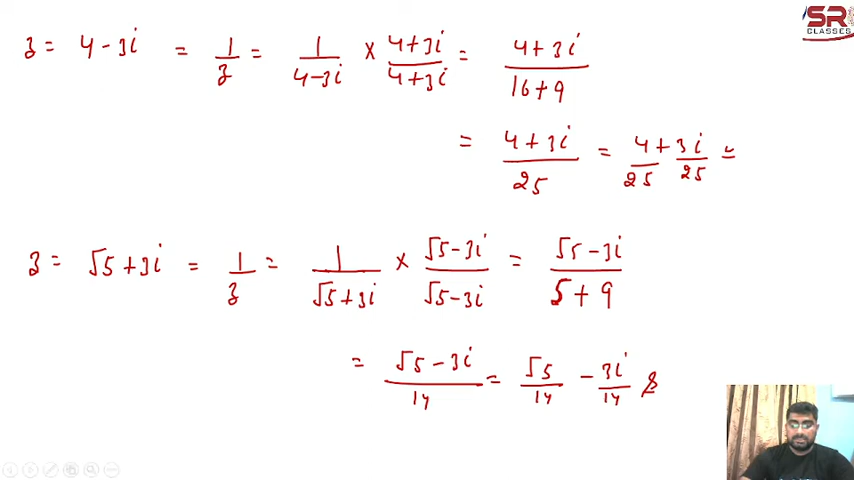 SR
CLASSES
z = 4 - 3i = 1/z = 1/(4-3i) × (4+3i)/(4+3i) = (4+3i)/(16+9)
= (4+3i)/25 = 4/25 + 3i/25 =
z = √5 + 3i = 1/z = 1/(√5+3i) × (√5-3i)/(√5-3i) = (√5-3i)/(5+9)
= (√5-3i)/14 = √5/14 - 3i/14